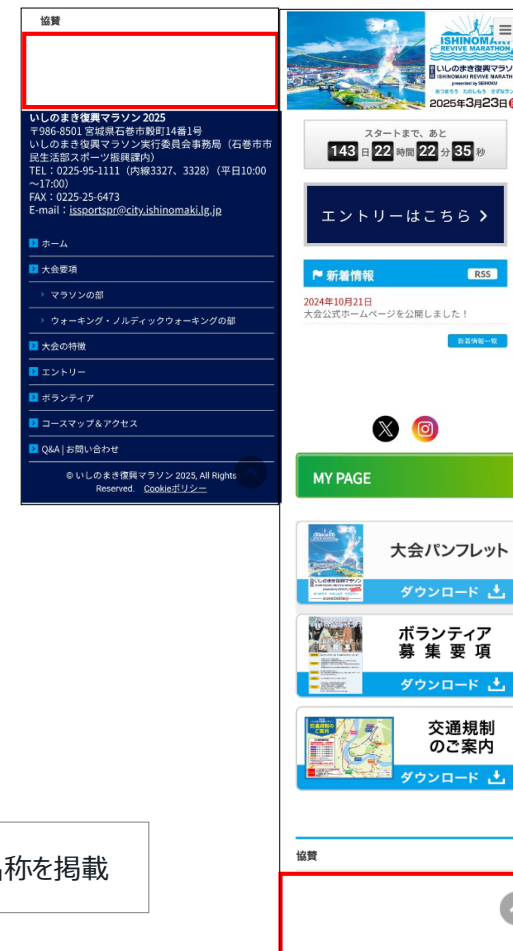 協賛
いしのまき復興マラソン 2025
〒986-8501 宮城県石巻市穀町14番1号
いしのまき復興マラソン実行委員会事務局（石巻市市
民生活部スポーツ振興課内）
TEL：0225-95-1111（内線3327、3328）（平日10:00
～17:00）
FAX：0225-25-6473
E-mail：issportspr@city.ishinomaki.lg.jp
ホーム
大会要項
マラソンの部
ウォーキング・ノルディックウォーキングの部
大会の特徴
エントリー
ボランティア
コースマップ＆アクセス
Q&A | お問い合わせ
© いしのまき復興マラソン 2025, All Rights
Reserved. Cookieポリシー
名称を掲載
REVIVE MARATHON
いしのまき復興マラソ
ISHINOMAKI REVIVE MARATH
presented by SEIHOKU
2025年3月23日
スタートまで、あと
143 日 22 時間 22 分 35 秒
エントリーはこちら
新着情報
RSS
2024年10月21日
大会公式ホームページを公開しました！
新着情報一覧
MY PAGE
大会パンフレット
ダウンロード
ボランティア
募集要項
ダウンロード
交通規制
のご案内
ダウンロード
協賛